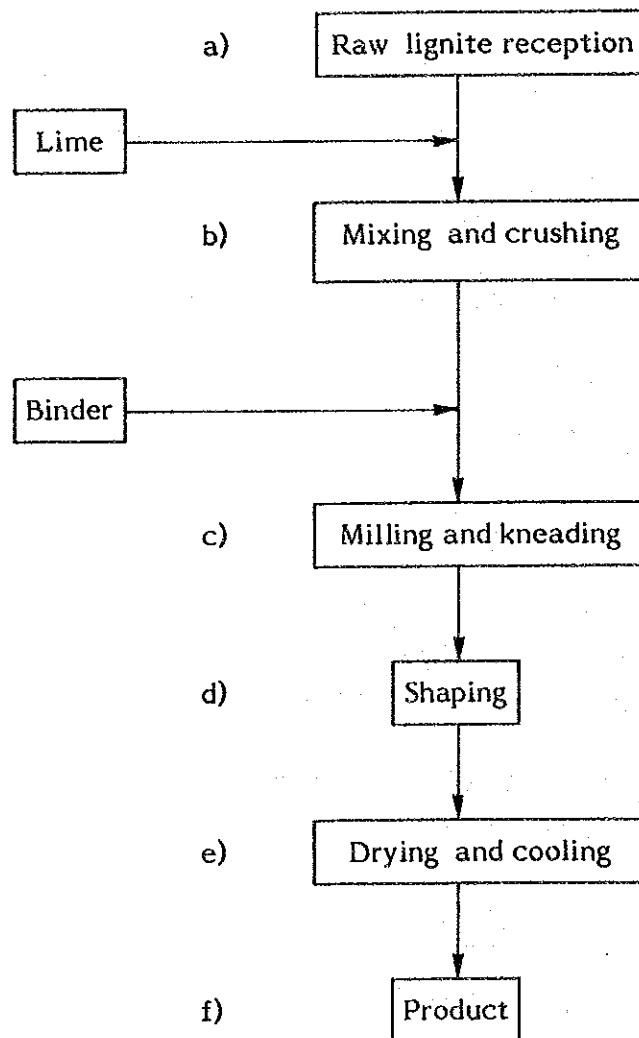 a) Raw lignite reception
Lime
b) Mixing and crushing
Binder
c) Milling and kneading
d) Shaping
e) Drying and cooling
f) Product